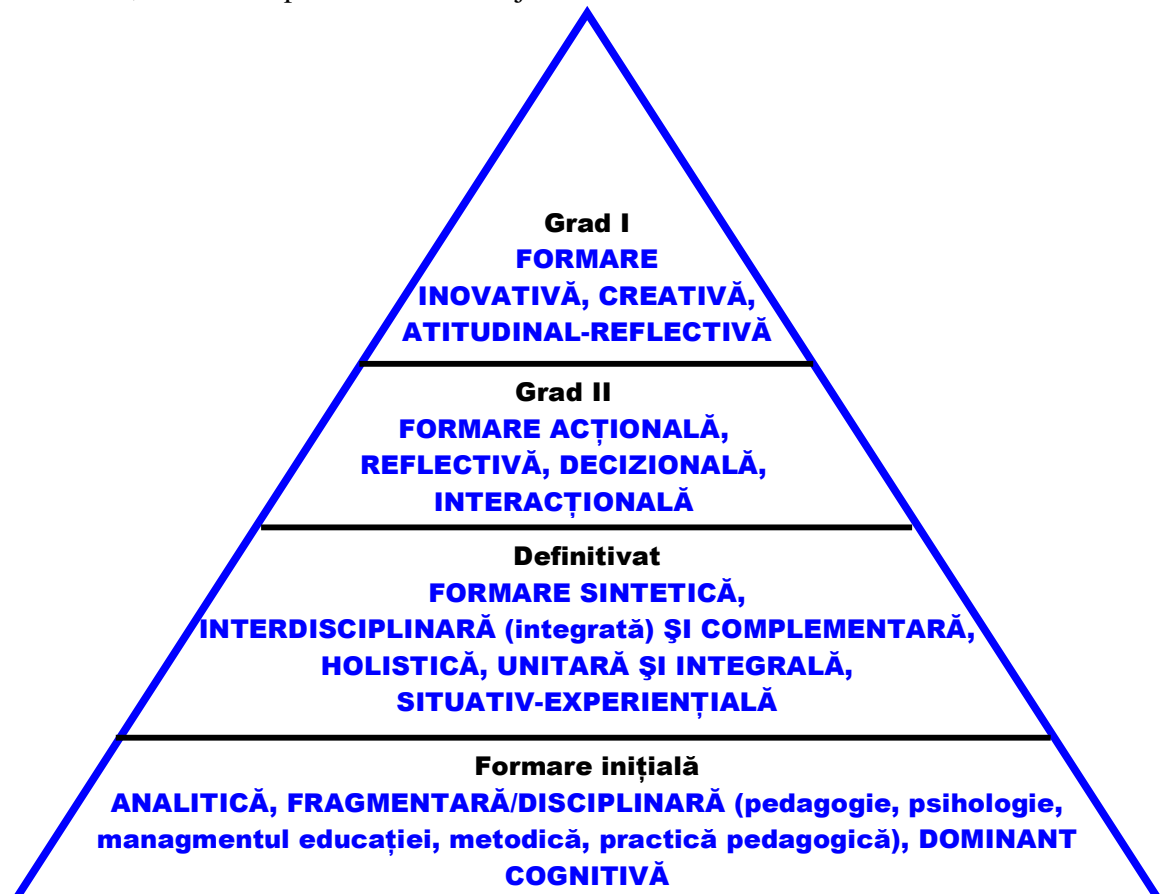 Grad I
FORMARE
INOVATIVĂ, CREATIVĂ,
ATITUDINAL-REFLECTIVĂ
Grad II
FORMARE ACȚIONALĂ,
REFLECTIVĂ, DECIZIONALĂ,
INTERACȚIONALĂ
Definitivat
FORMARE SINTETICĂ,
INTERDISCIPLINARĂ (integrată) ŞI COMPLEMENTARĂ,
HOLISTICĂ, UNITARĂ ŞI INTEGRALĂ,
SITUATIV-EXPERIENȚIALĂ
Formare inițială
ANALITICĂ, FRAGMENTARĂ/DISCIPLINARĂ (pedagogie, psihologie,
managmentul educației, metodică, practică pedagogică), DOMINANT
COGNITIVĂ